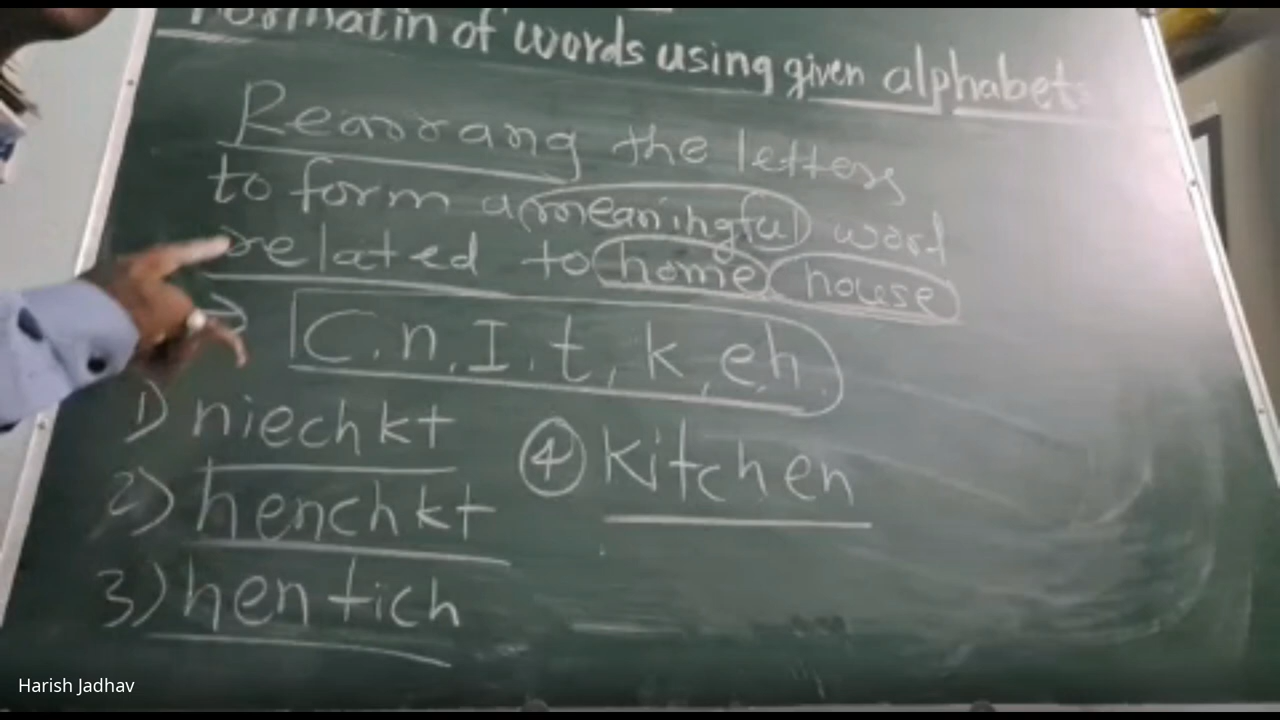 Formatin of words using given alphabet
Rearrang the letters
to form a meaningful word
related to home house
→ C, n, I, t, k, e, h
1) niechkt
2) henchkt
3) hentich
④ Kitchen
Harish Jadhav